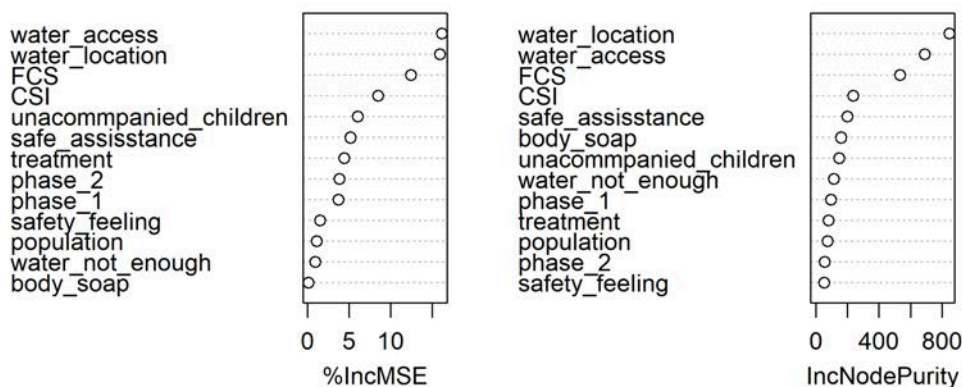 water_access
water_location
FCS
CSI
unacommpanied_children
safe_assisstance
treatment
phase_2
phase_1
safety_feeling
population
water_not_enough
body_soap
0 5 10
%IncMSE
water_location
water_access
FCS
CSI
safe_assisstance
body_soap
unacommpanied_children
water_not_enough
phase_1
treatment
population
phase_2
safety_feeling
0 400 800
IncNodePurity